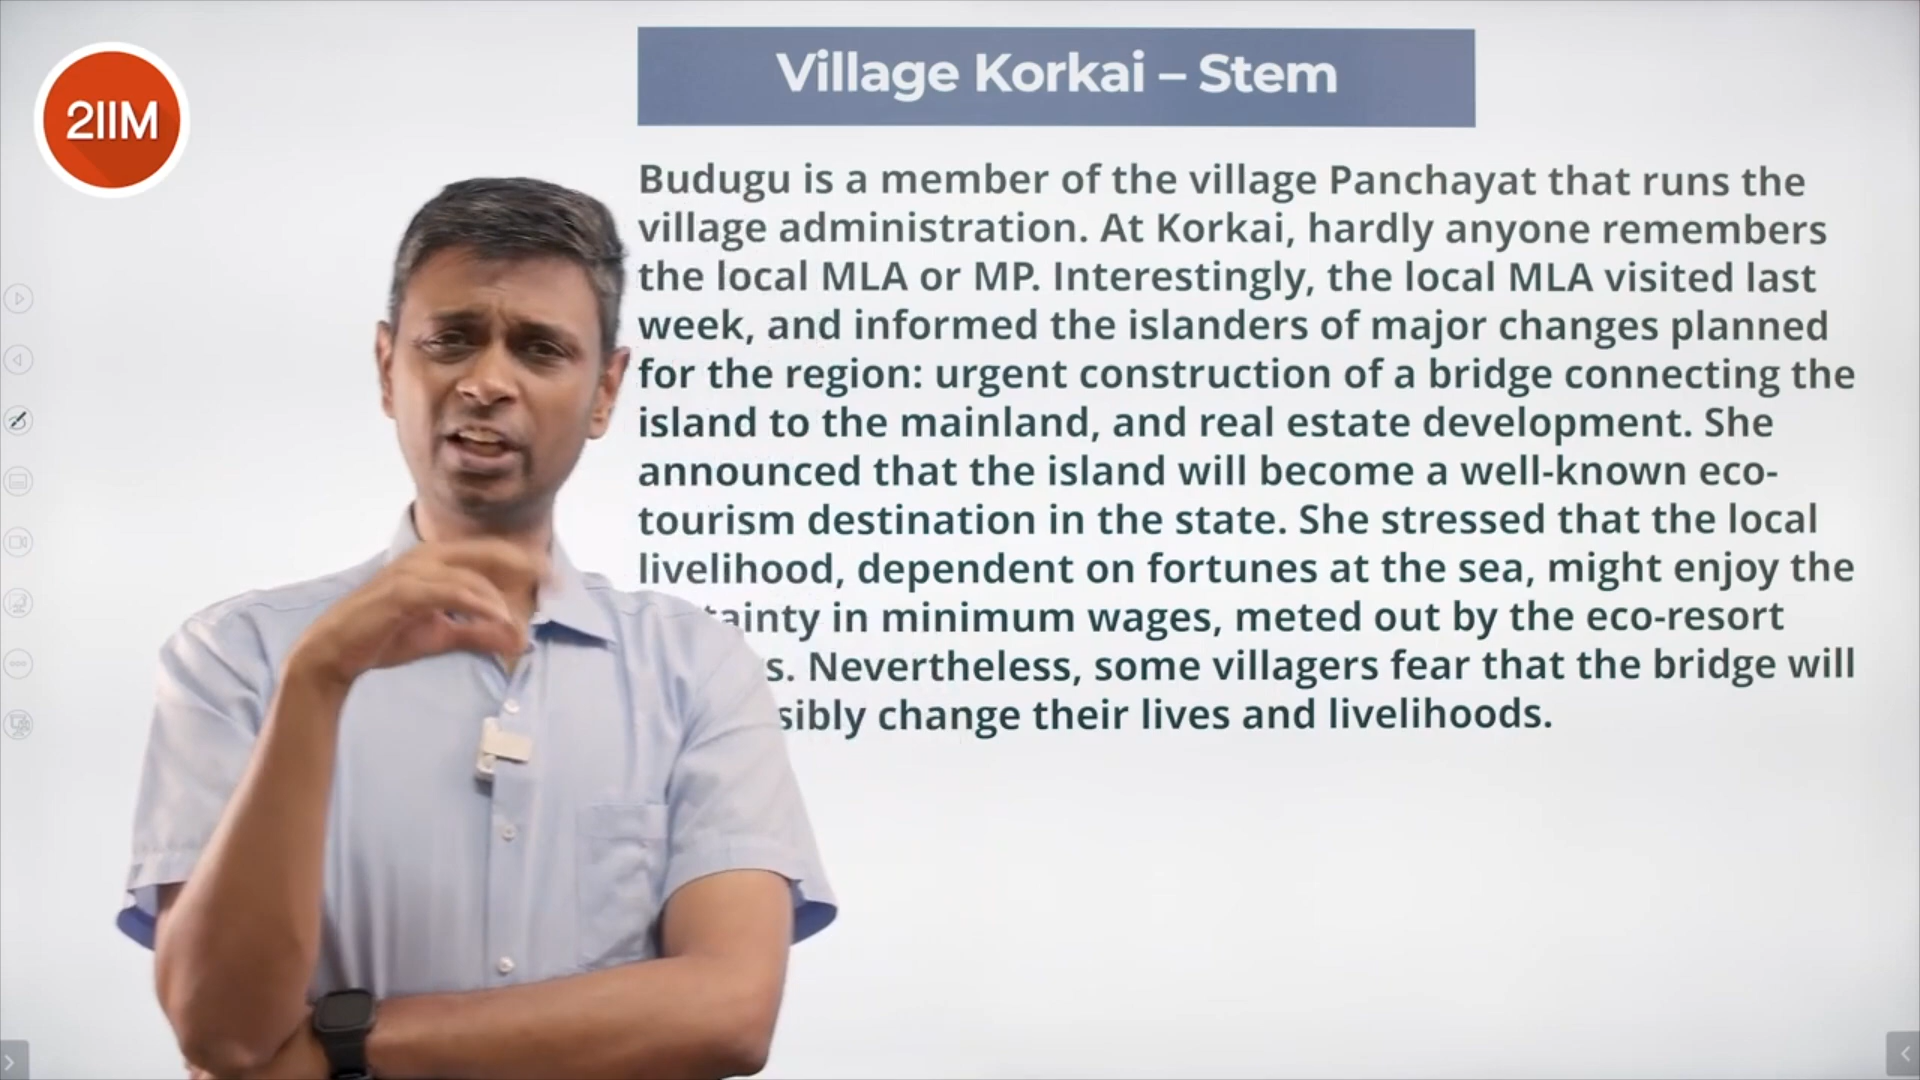 2IIM
Village Korkai – Stem
Budugu is a member of the village Panchayat that runs the
village administration. At Korkai, hardly anyone remembers
the local MLA or MP. Interestingly, the local MLA visited last
week, and informed the islanders of major changes planned
for the region: urgent construction of a bridge connecting the
island to the mainland, and real estate development. She
announced that the island will become a well-known eco-
tourism destination in the state. She stressed that the local
livelihood, dependent on fortunes at the sea, might enjoy the
in minimum wages, meted out by the eco-resort
Nevertheless, some villagers fear that the bridge will
change their lives and livelihoods.